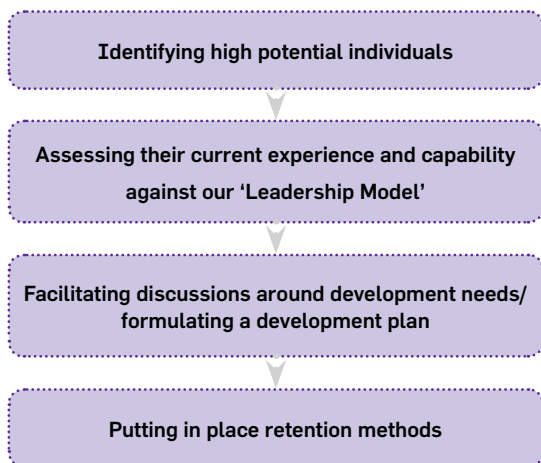 Identifying high potential individuals
Assessing their current experience and capability
against our ‘Leadership Model’
Facilitating discussions around development needs/
formulating a development plan
Putting in place retention methods